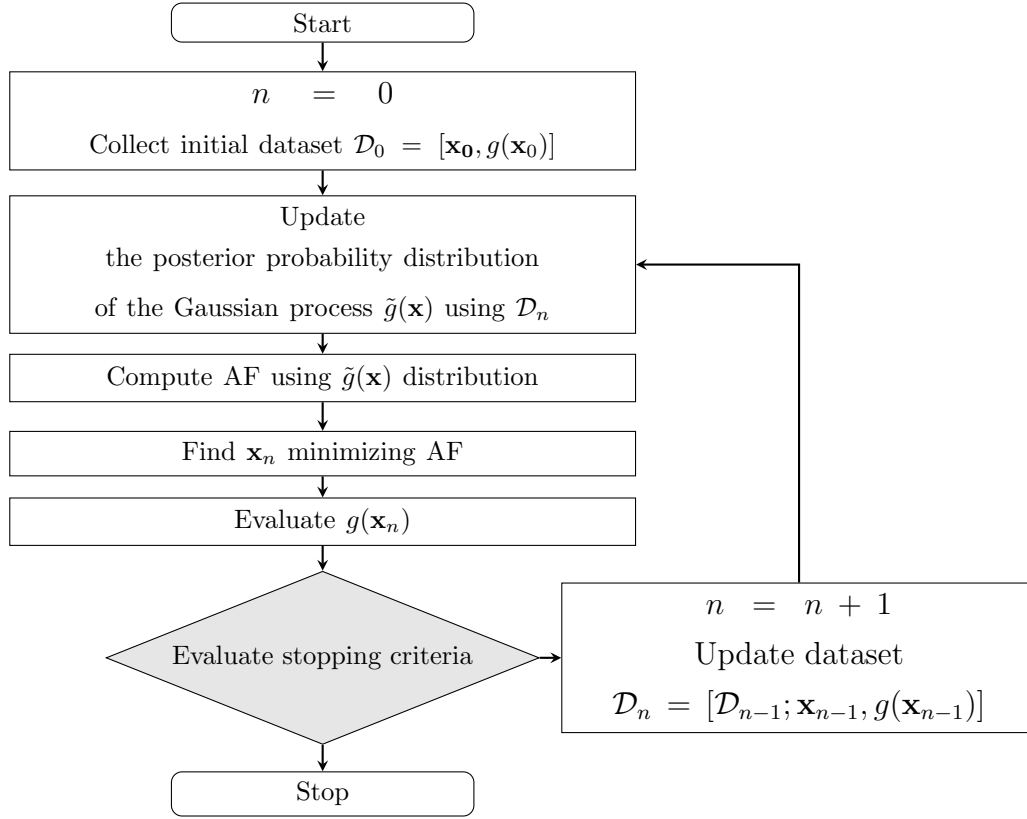 Start
n = 0
Collect initial dataset 𝒟₀ = [𝐱₀, g(𝐱₀)]
Update
the posterior probability distribution
of the Gaussian process g̃(𝐱) using 𝒟ₙ
Compute AF using g̃(𝐱) distribution
Find 𝐱ₙ minimizing AF
Evaluate g(𝐱ₙ)
Evaluate stopping criteria
n = n + 1
Update dataset
𝒟ₙ = [𝒟ₙ₋₁; 𝐱ₙ₋₁, g(𝐱ₙ₋₁)]
Stop